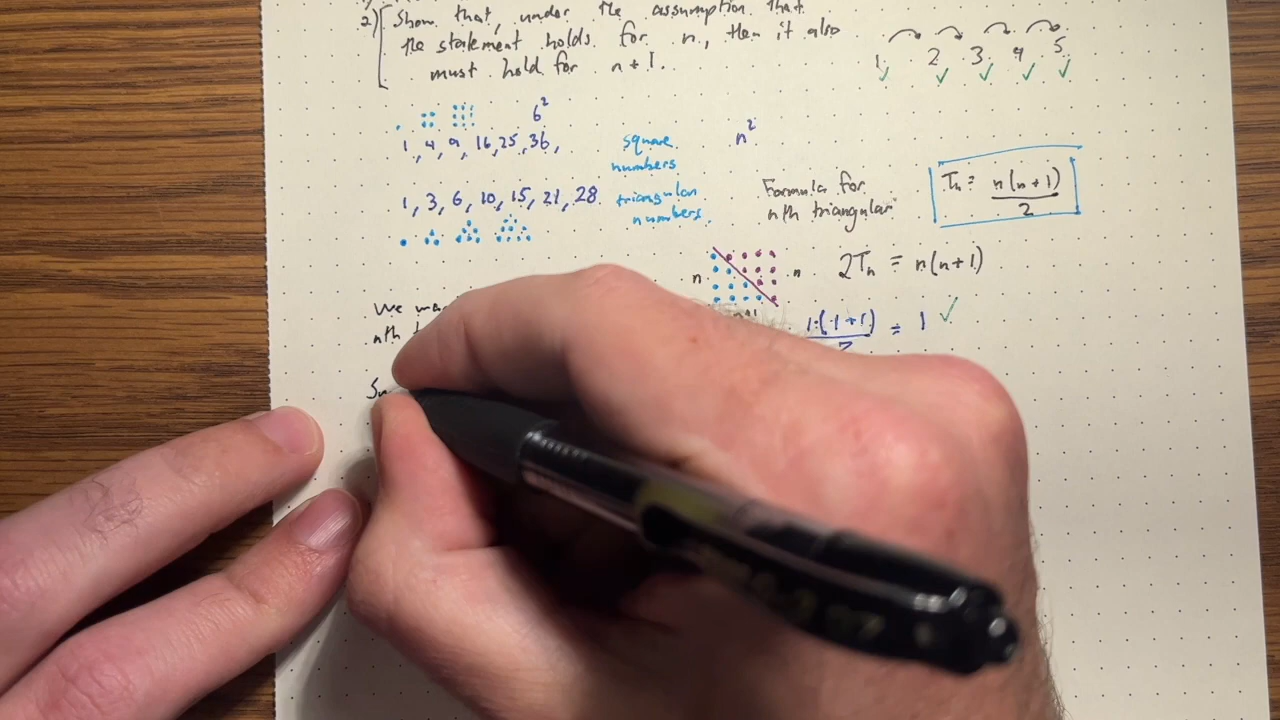 2) Show that, under the assumption that
the statement holds for n, then it also
must hold for n+1.
1 2 3 4 5
✓ ✓ ✓ ✓ ✓
6²
1, 4, 9, 16, 25, 36,
square
numbers
n²
1, 3, 6, 10, 15, 21, 28
triangular
numbers.
Formula for
nth triangular
Tn = n(n+1)
2
n
n
2Tn = n(n+1)
We
nth
1·(1+1) = 1 ✓
2